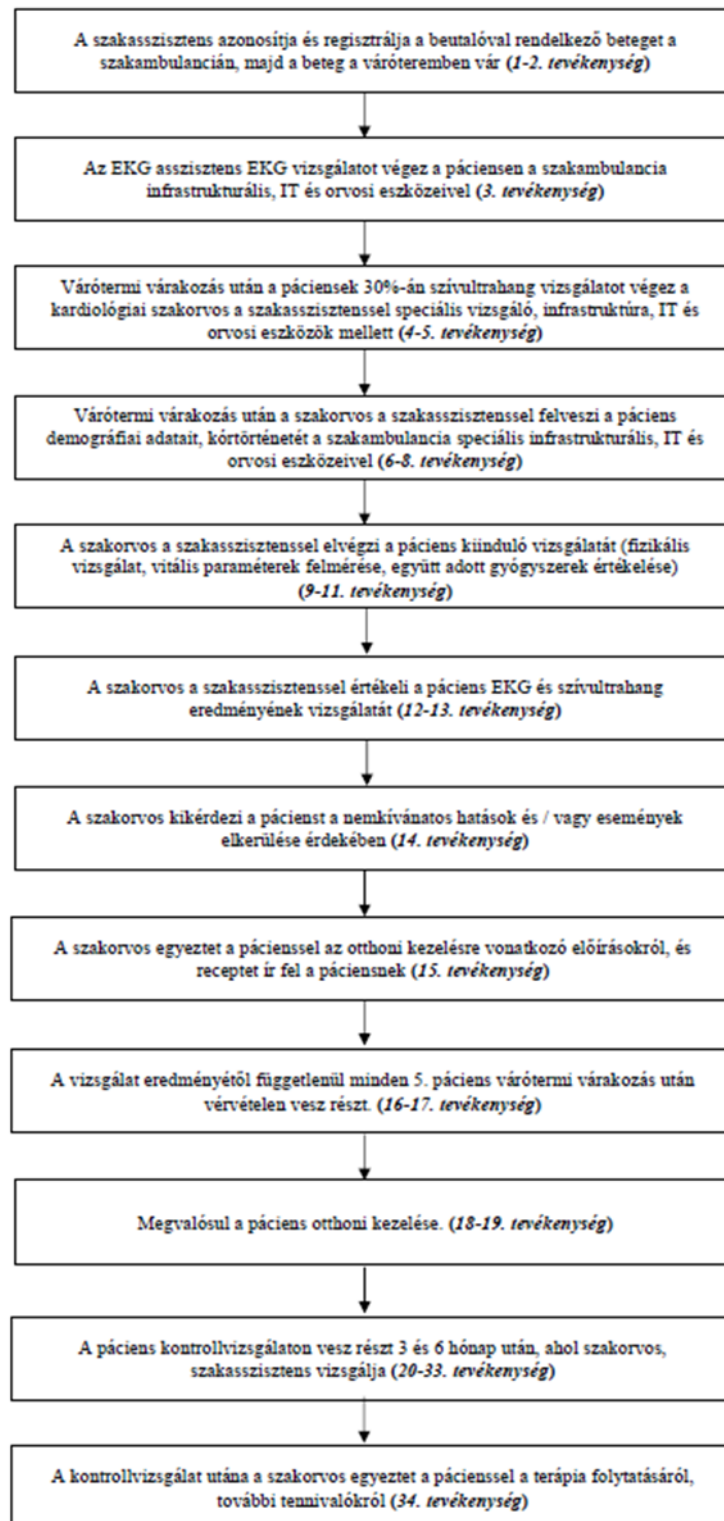 A szakasszisztens azonosítja és regisztrálja a beutalóval rendelkező beteget a
szakambulancián, majd a beteg a váróteremben vár (1-2. tevékenység)
Az EKG asszisztens EKG vizsgálatot végez a páciensen a szakambulancia
infrastrukturális, IT és orvosi eszközeivel (3. tevékenység)
Várótermi várakozás után a páciensek 30%-án szívultrahang vizsgálatot végez a
kardiológiai szakorvos a szakasszisztenssel speciális vizsgáló, infrastruktúra, IT és
orvosi eszközök mellett (4-5. tevékenység)
Várótermi várakozás után a szakorvos a szakasszisztenssel felveszi a páciens
demográfiai adatait, kórtörténetét a szakambulancia speciális infrastrukturális, IT és
orvosi eszközeivel (6-8. tevékenység)
A szakorvos a szakasszisztenssel elvégzi a páciens kiinduló vizsgálatát (fizikális
vizsgálat, vitális paraméterek felmérése, együtt adott gyógyszerek értékelése)
(9-11. tevékenység)
A szakorvos a szakasszisztenssel értékeli a páciens EKG és szívultrahang
eredményének vizsgálatát (12-13. tevékenység)
A szakorvos kikérdezi a pácienst a nemkívánatos hatások és / vagy események
elkerülése érdekében (14. tevékenység)
A szakorvos egyeztet a pácienssel az otthoni kezelésre vonatkozó előírásokról, és
receptet ír fel a páciensnek (15. tevékenység)
A vizsgálat eredményétől függetlenül minden 5. páciens várótermi várakozás után
vérvételen vesz részt. (16-17. tevékenység)
Megvalósul a páciens otthoni kezelése. (18-19. tevékenység)
A páciens kontrollvizsgálaton vesz részt 3 és 6 hónap után, ahol szakorvos,
szakasszisztens vizsgálja (20-33. tevékenység)
A kontrollvizsgálat utána a szakorvos egyeztet a pácienssel a terápia folytatásáról,
további tennivalókról (34. tevékenység)